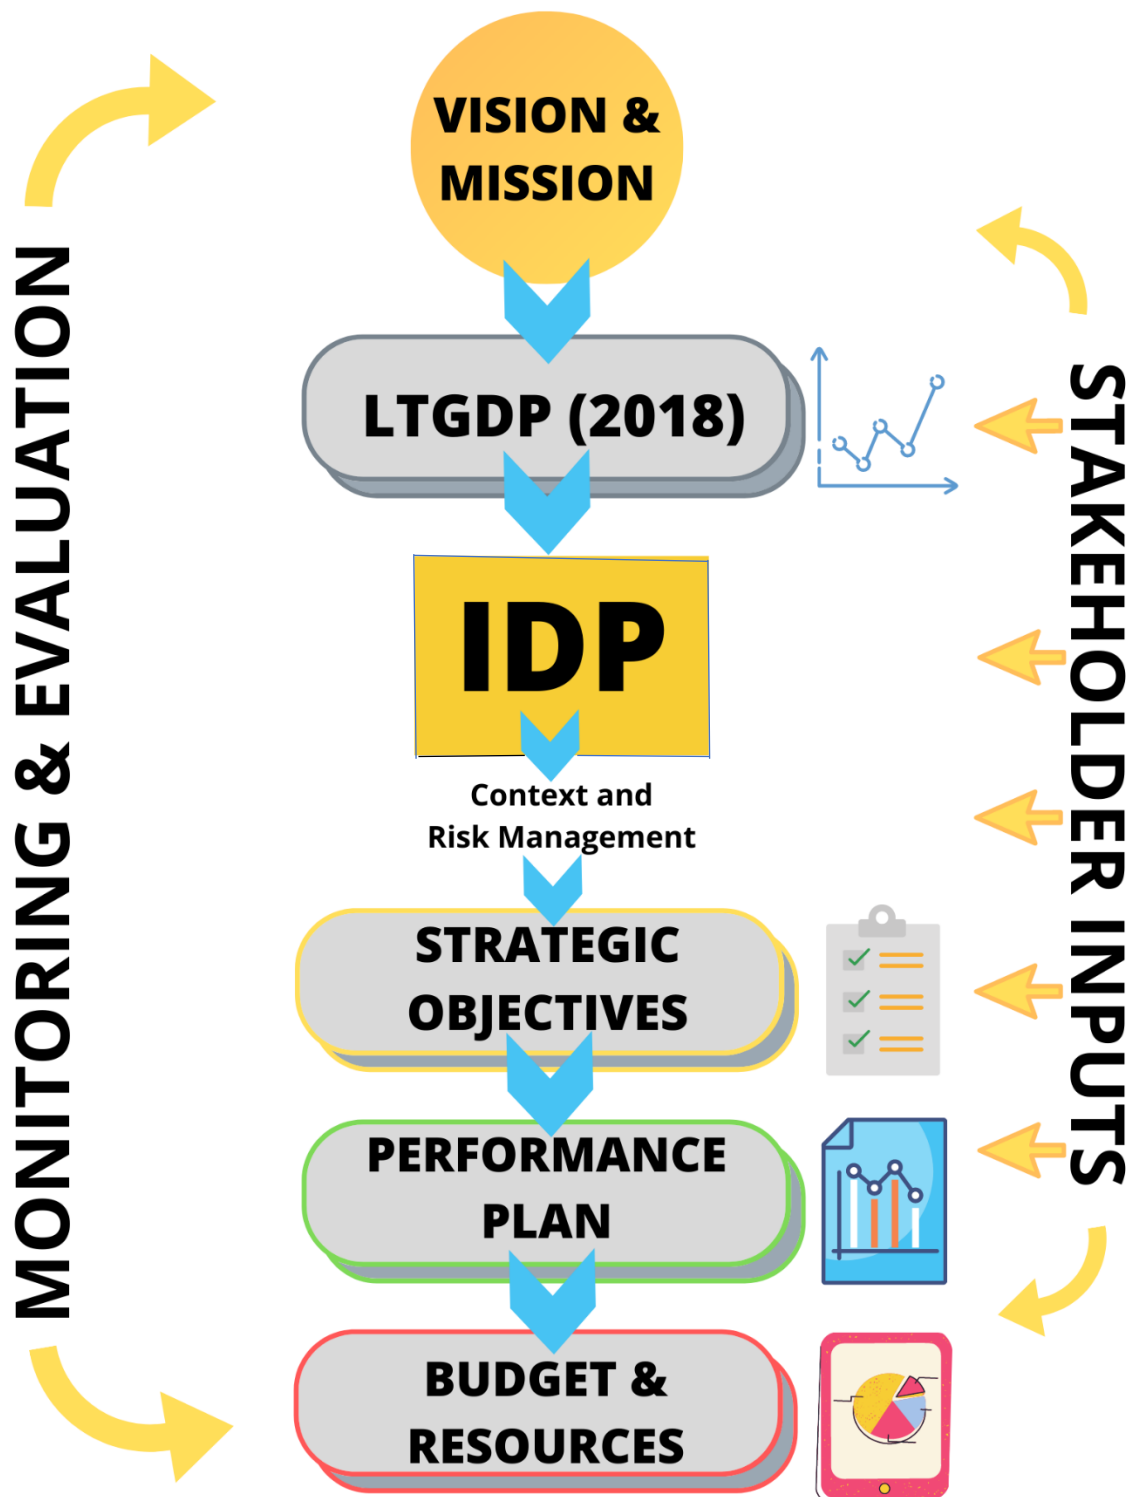 VISION &
MISSION
LTGDP (2018)
IDP
Context and
Risk Management
STRATEGIC
OBJECTIVES
PERFORMANCE
PLAN
BUDGET &
RESOURCES
MONITORING & EVALUATION
STAKEHOLDER INPUTS